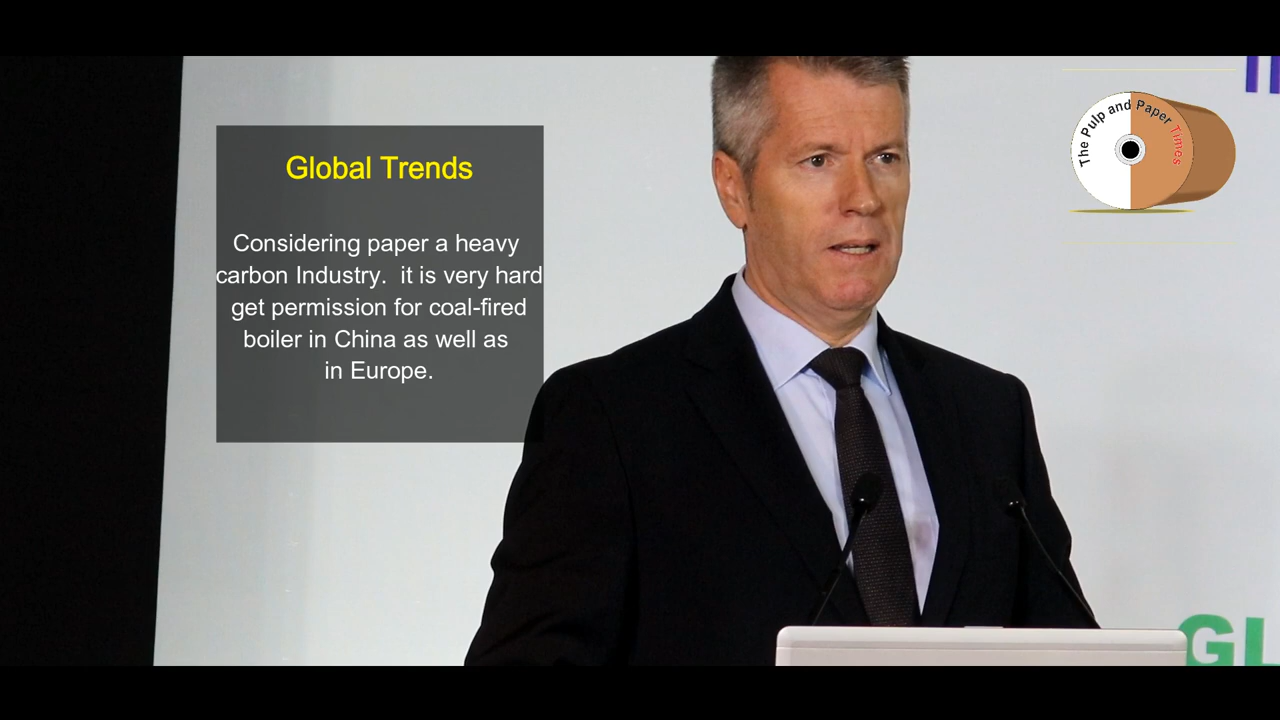 Global Trends
Considering paper a heavy
carbon Industry.  it is very hard
get permission for coal-fired
boiler in China as well as
in Europe.
The Pulp and Paper Times
GL